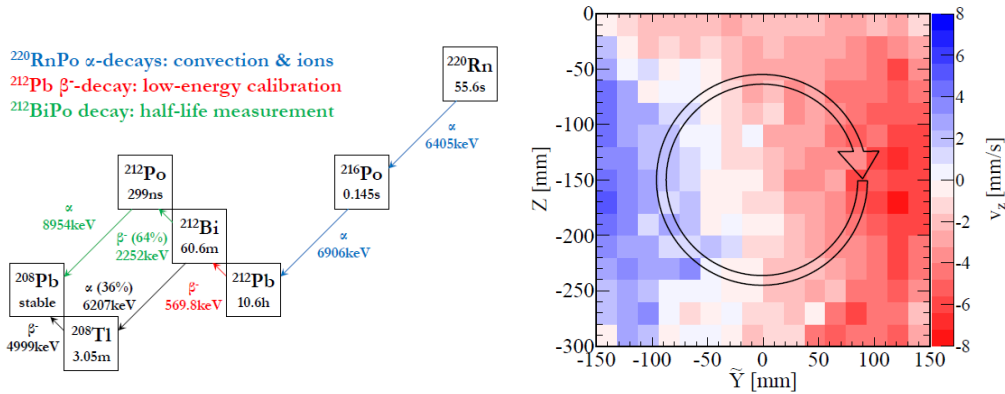 ²²⁰RnPo α-decays: convection & ions
²¹²Pb β⁻-decay: low-energy calibration
²¹²BiPo decay: half-life measurement
²²⁰Rn
55.6s
α
6405keV
²¹⁶Po
0.145s
α
6906keV
²¹²Po
299ns
α
8954keV
²¹²Bi
60.6m
β⁻ (64%)
2252keV
²¹²Pb
10.6h
β⁻
569.8keV
α (36%)
6207keV
²⁰⁸Pb
stable
²⁰⁸Tl
3.05m
β⁻
4999keV
Z [mm]
0
-50
-100
-150
-200
-250
-300
-150
-100
-50
0
50
100
150
Ỹ [mm]
8
6
4
2
0
-2
-4
-6
-8
v_z [mm/s]